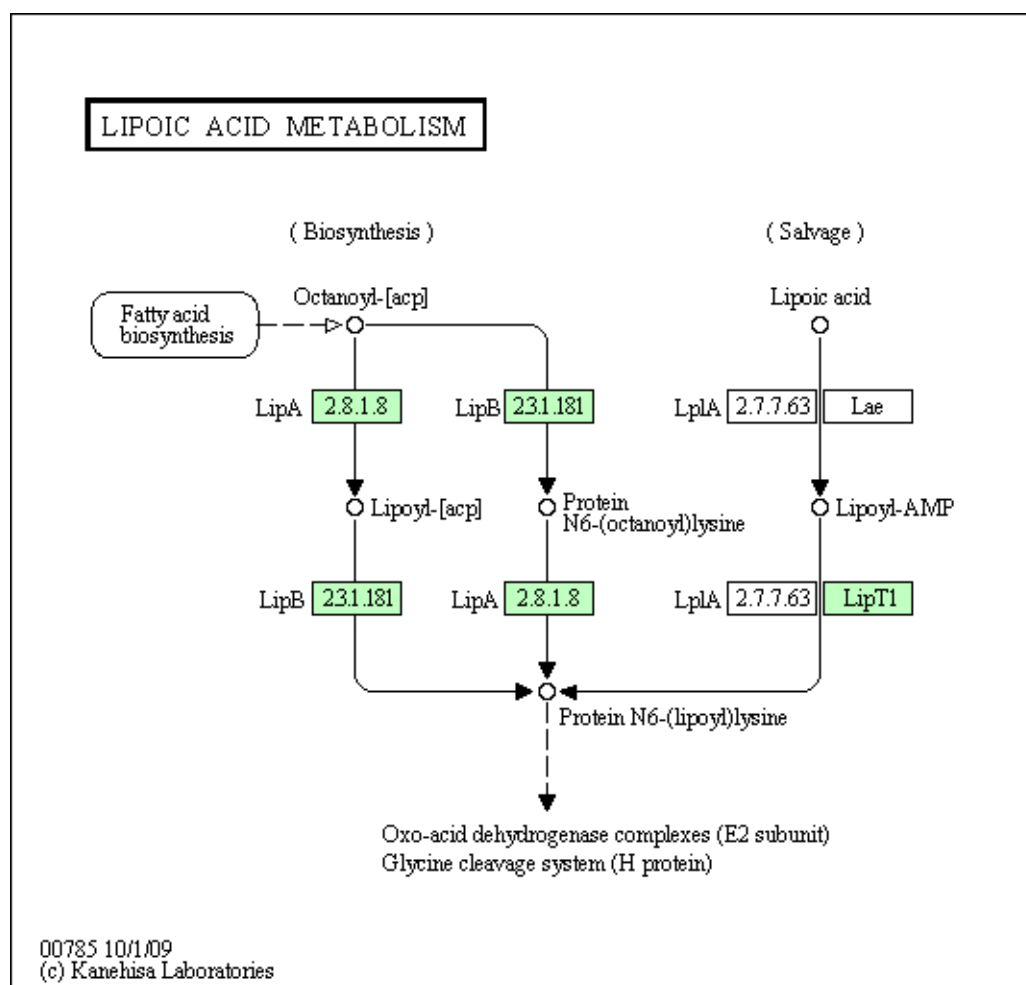 LIPOIC ACID METABOLISM
( Biosynthesis )
( Salvage )
Octanoyl-[acp]
Lipoic acid
Fatty acid
biosynthesis
LipA 2.8.1.8
LipB 2.3.1.181
LplA 2.7.7.63 Lae
Lipoyl-[acp]
Protein
N6-(octanoyl)lysine
Lipoyl-AMP
LipB 2.3.1.181
LipA 2.8.1.8
LplA 2.7.7.63 LipT1
Protein N6-(lipoyl)lysine
Oxo-acid dehydrogenase complexes (E2 subunit)
Glycine cleavage system (H protein)
00785 10/1/09
(c) Kanehisa Laboratories